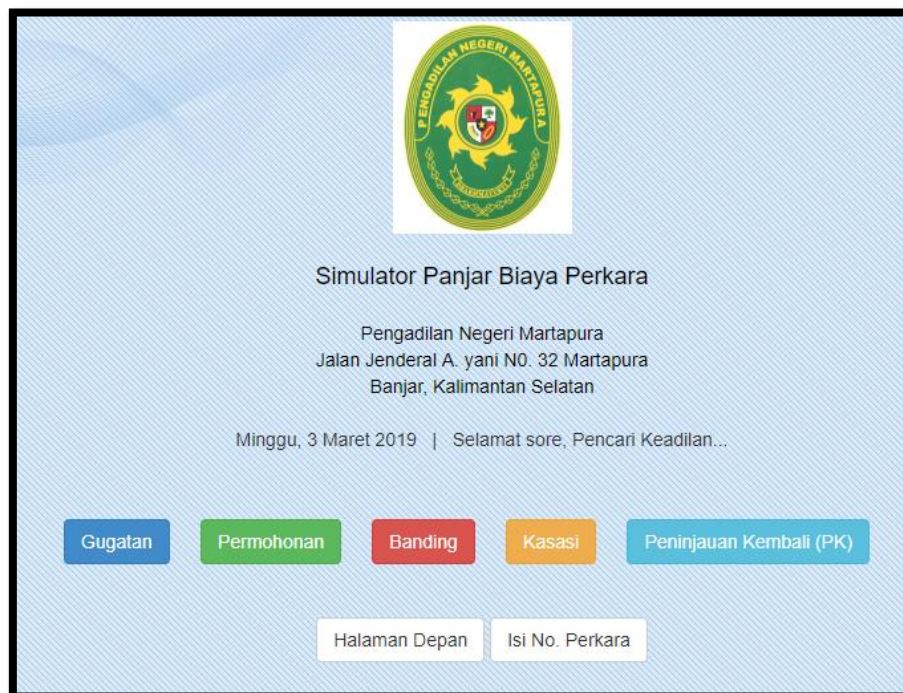 PENGADILAN NEGERI MARTAPURA
Simulator Panjar Biaya Perkara
Pengadilan Negeri Martapura
Jalan Jenderal A. yani N0. 32 Martapura
Banjar, Kalimantan Selatan
Minggu, 3 Maret 2019 | Selamat sore, Pencari Keadilan...
Gugatan Permohonan Banding Kasasi Peninjauan Kembali (PK)
Halaman Depan Isi No. Perkara